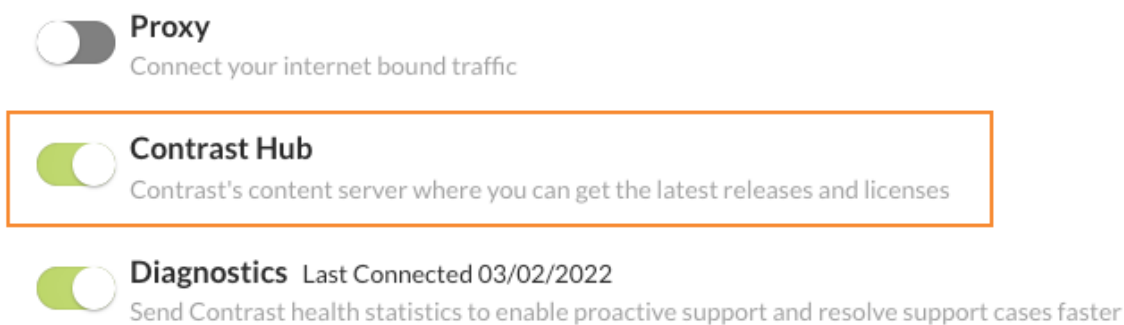 Proxy
Connect your internet bound traffic
Contrast Hub
Contrast's content server where you can get the latest releases and licenses
Diagnostics Last Connected 03/02/2022
Send Contrast health statistics to enable proactive support and resolve support cases faster